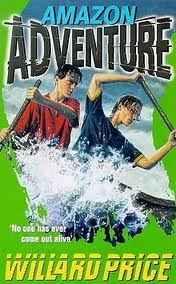 AMAZON
ADVENTURE
'No one has ever
come out alive'
WILLARD PRICE